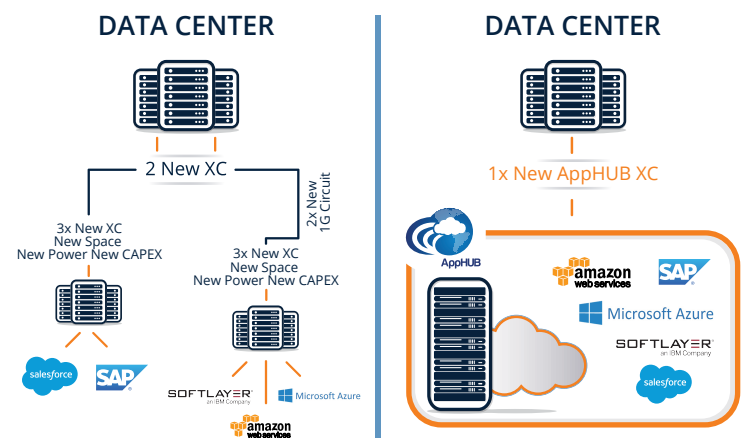 DATA CENTER
2 New XC
2x New
1G Circuit
3x New XC
New Space
New Power New CAPEX
3x New XC
New Space
New Power New CAPEX
salesforce
SAP
SOFTLAYER
an IBM Company
Microsoft Azure
amazon
web services
DATA CENTER
1x New AppHUB XC
AppHUB
amazon
web services
SAP
Microsoft Azure
SOFTLAYER
an IBM Company
salesforce